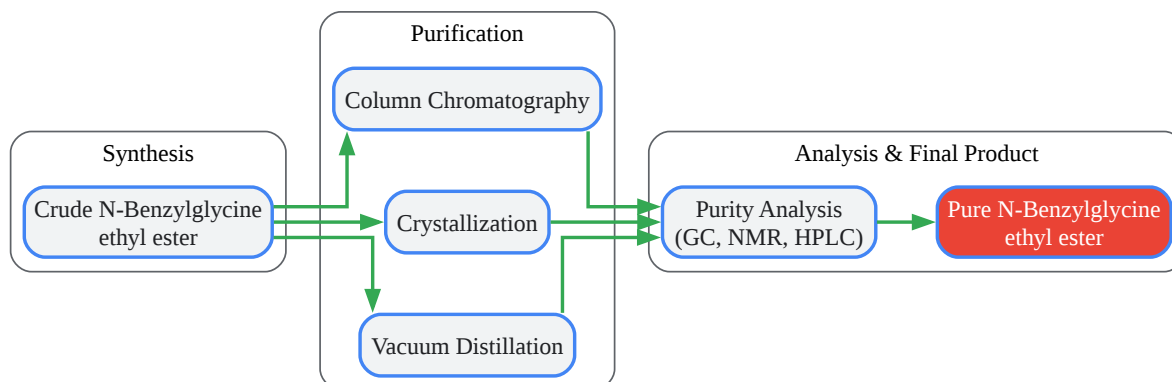 Synthesis
Crude N-Benzylglycine
ethyl ester
Purification
Column Chromatography
Crystallization
Vacuum Distillation
Analysis & Final Product
Purity Analysis
(GC, NMR, HPLC)
Pure N-Benzylglycine
ethyl ester